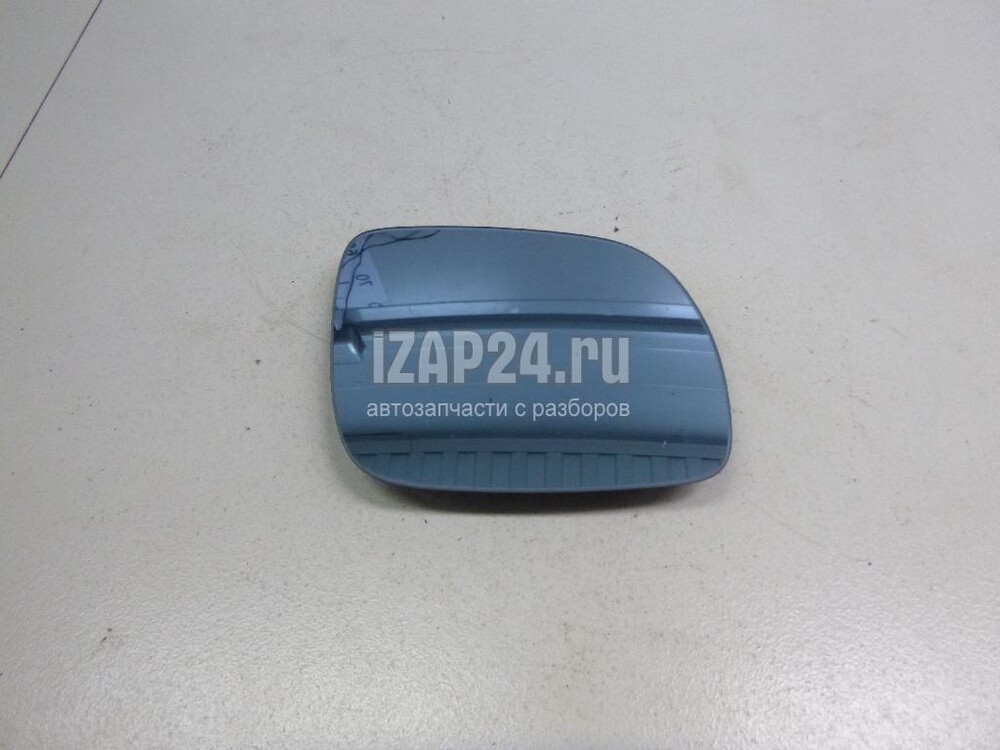 iZAP24.ru
автозапчасти с разборов